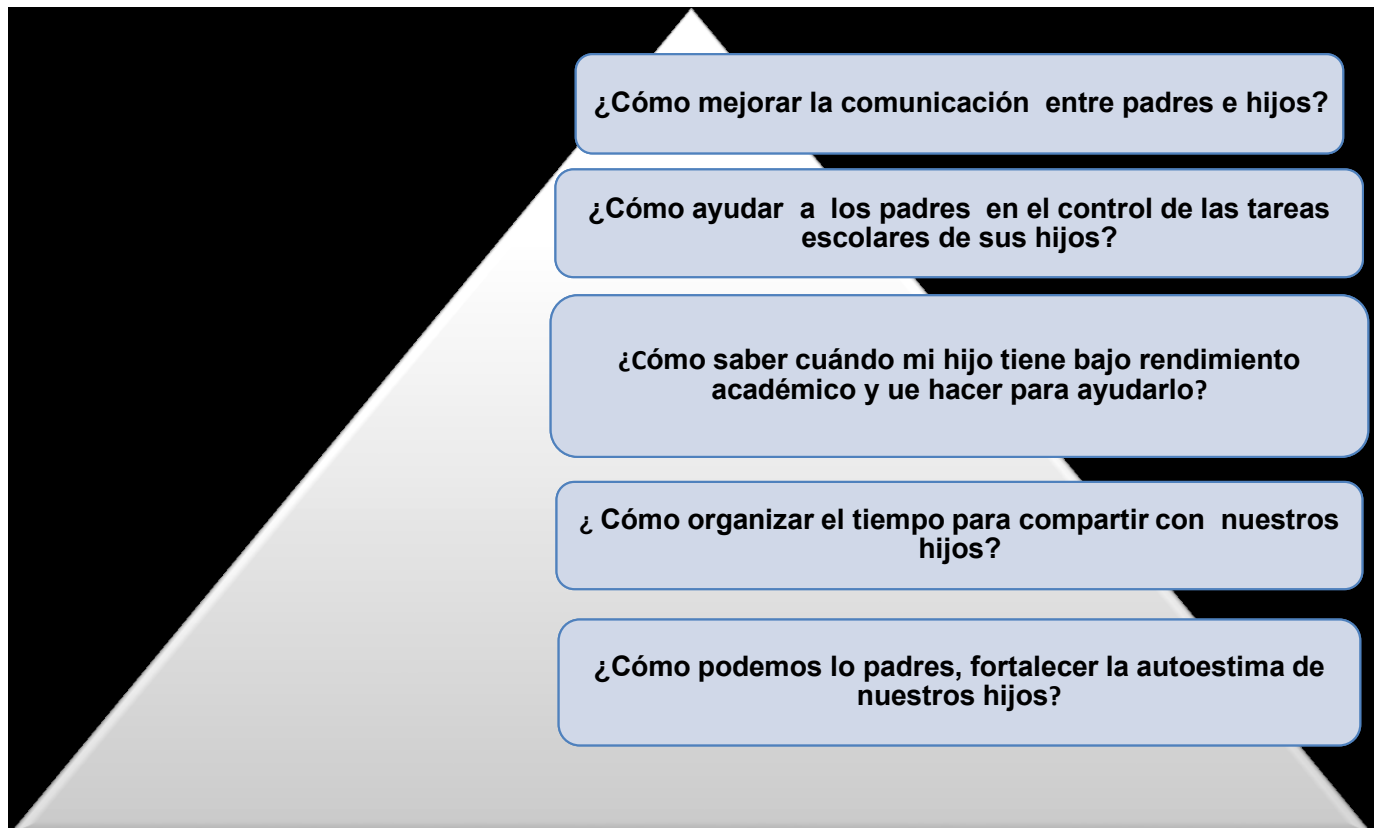 ¿Cómo mejorar la comunicación  entre padres e hijos?
¿Cómo ayudar  a  los padres  en el control de las tareas
escolares de sus hijos?
¿Cómo saber cuándo mi hijo tiene bajo rendimiento
académico y ue hacer para ayudarlo?
¿ Cómo organizar el tiempo para compartir con  nuestros
hijos?
¿Cómo podemos lo padres, fortalecer la autoestima de
nuestros hijos?